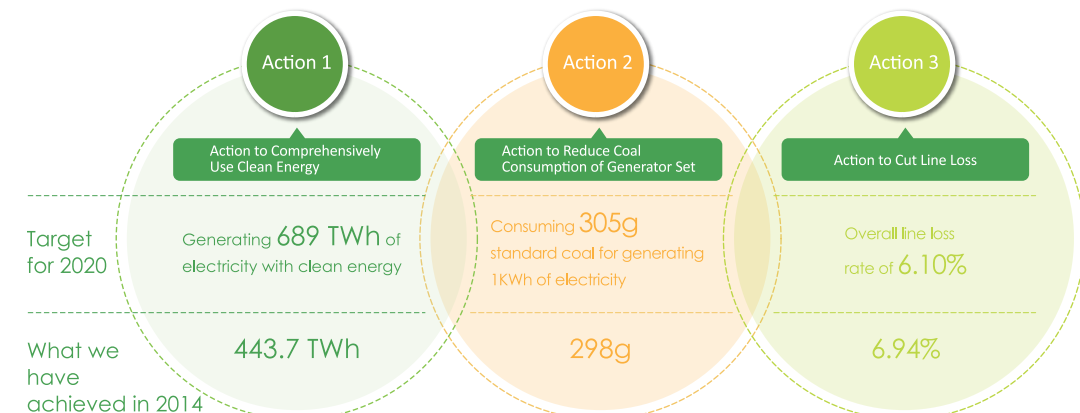 Action 1
Action 2
Action 3
Action to Comprehensively
Use Clean Energy
Action to Reduce Coal
Consumption of Generator Set
Action to Cut Line Loss
Target
for 2020
Generating 689 TWh of
electricity with clean energy
Consuming 305g
standard coal for generating
1KWh of electricity
Overall line loss
rate of 6.10%
What we
have
achieved in 2014
443.7 TWh
298g
6.94%